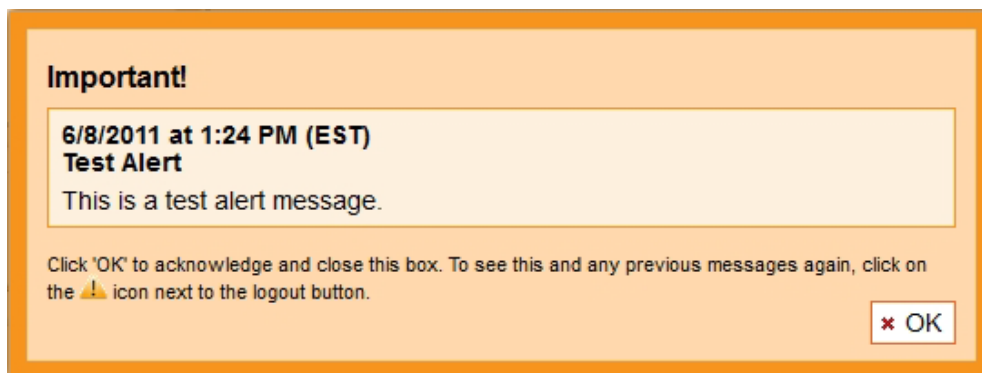 Important!
6/8/2011 at 1:24 PM (EST)
Test Alert
This is a test alert message.
Click 'OK' to acknowledge and close this box. To see this and any previous messages again, click on
the icon next to the logout button.
OK